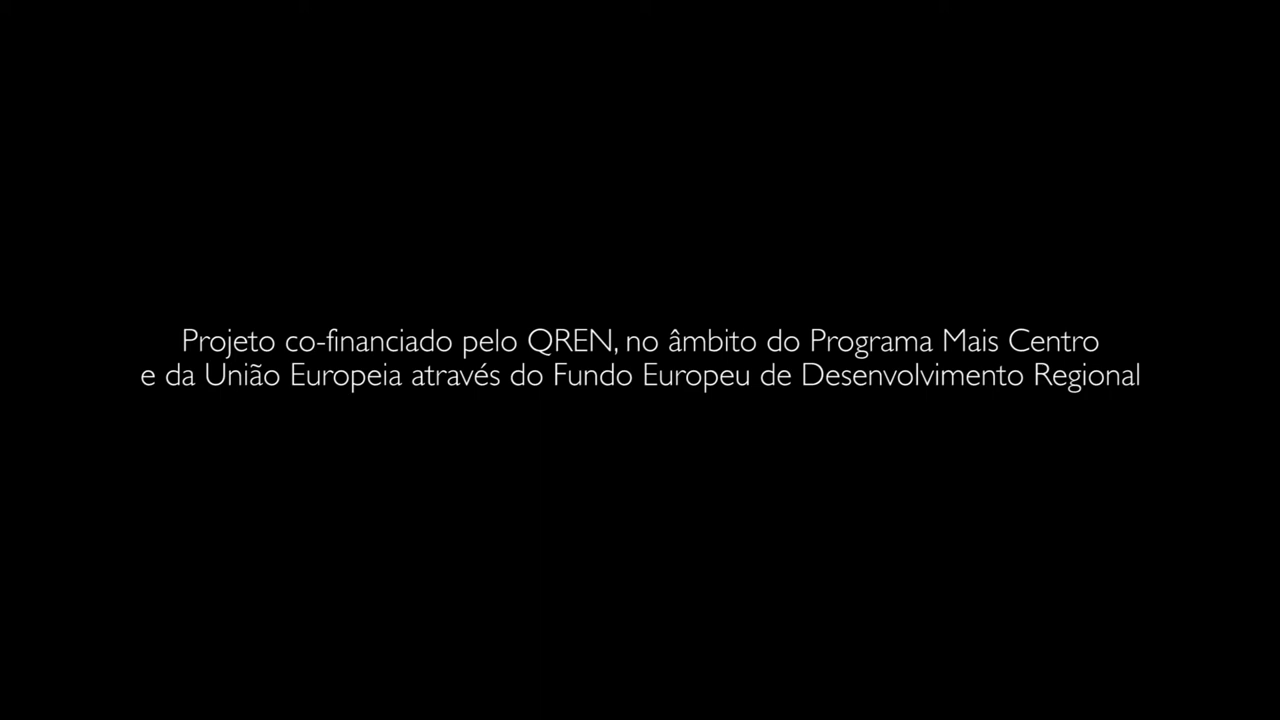 Projeto co-financiado pelo QREN, no âmbito do Programa Mais Centro
e da União Europeia através do Fundo Europeu de Desenvolvimento Regional